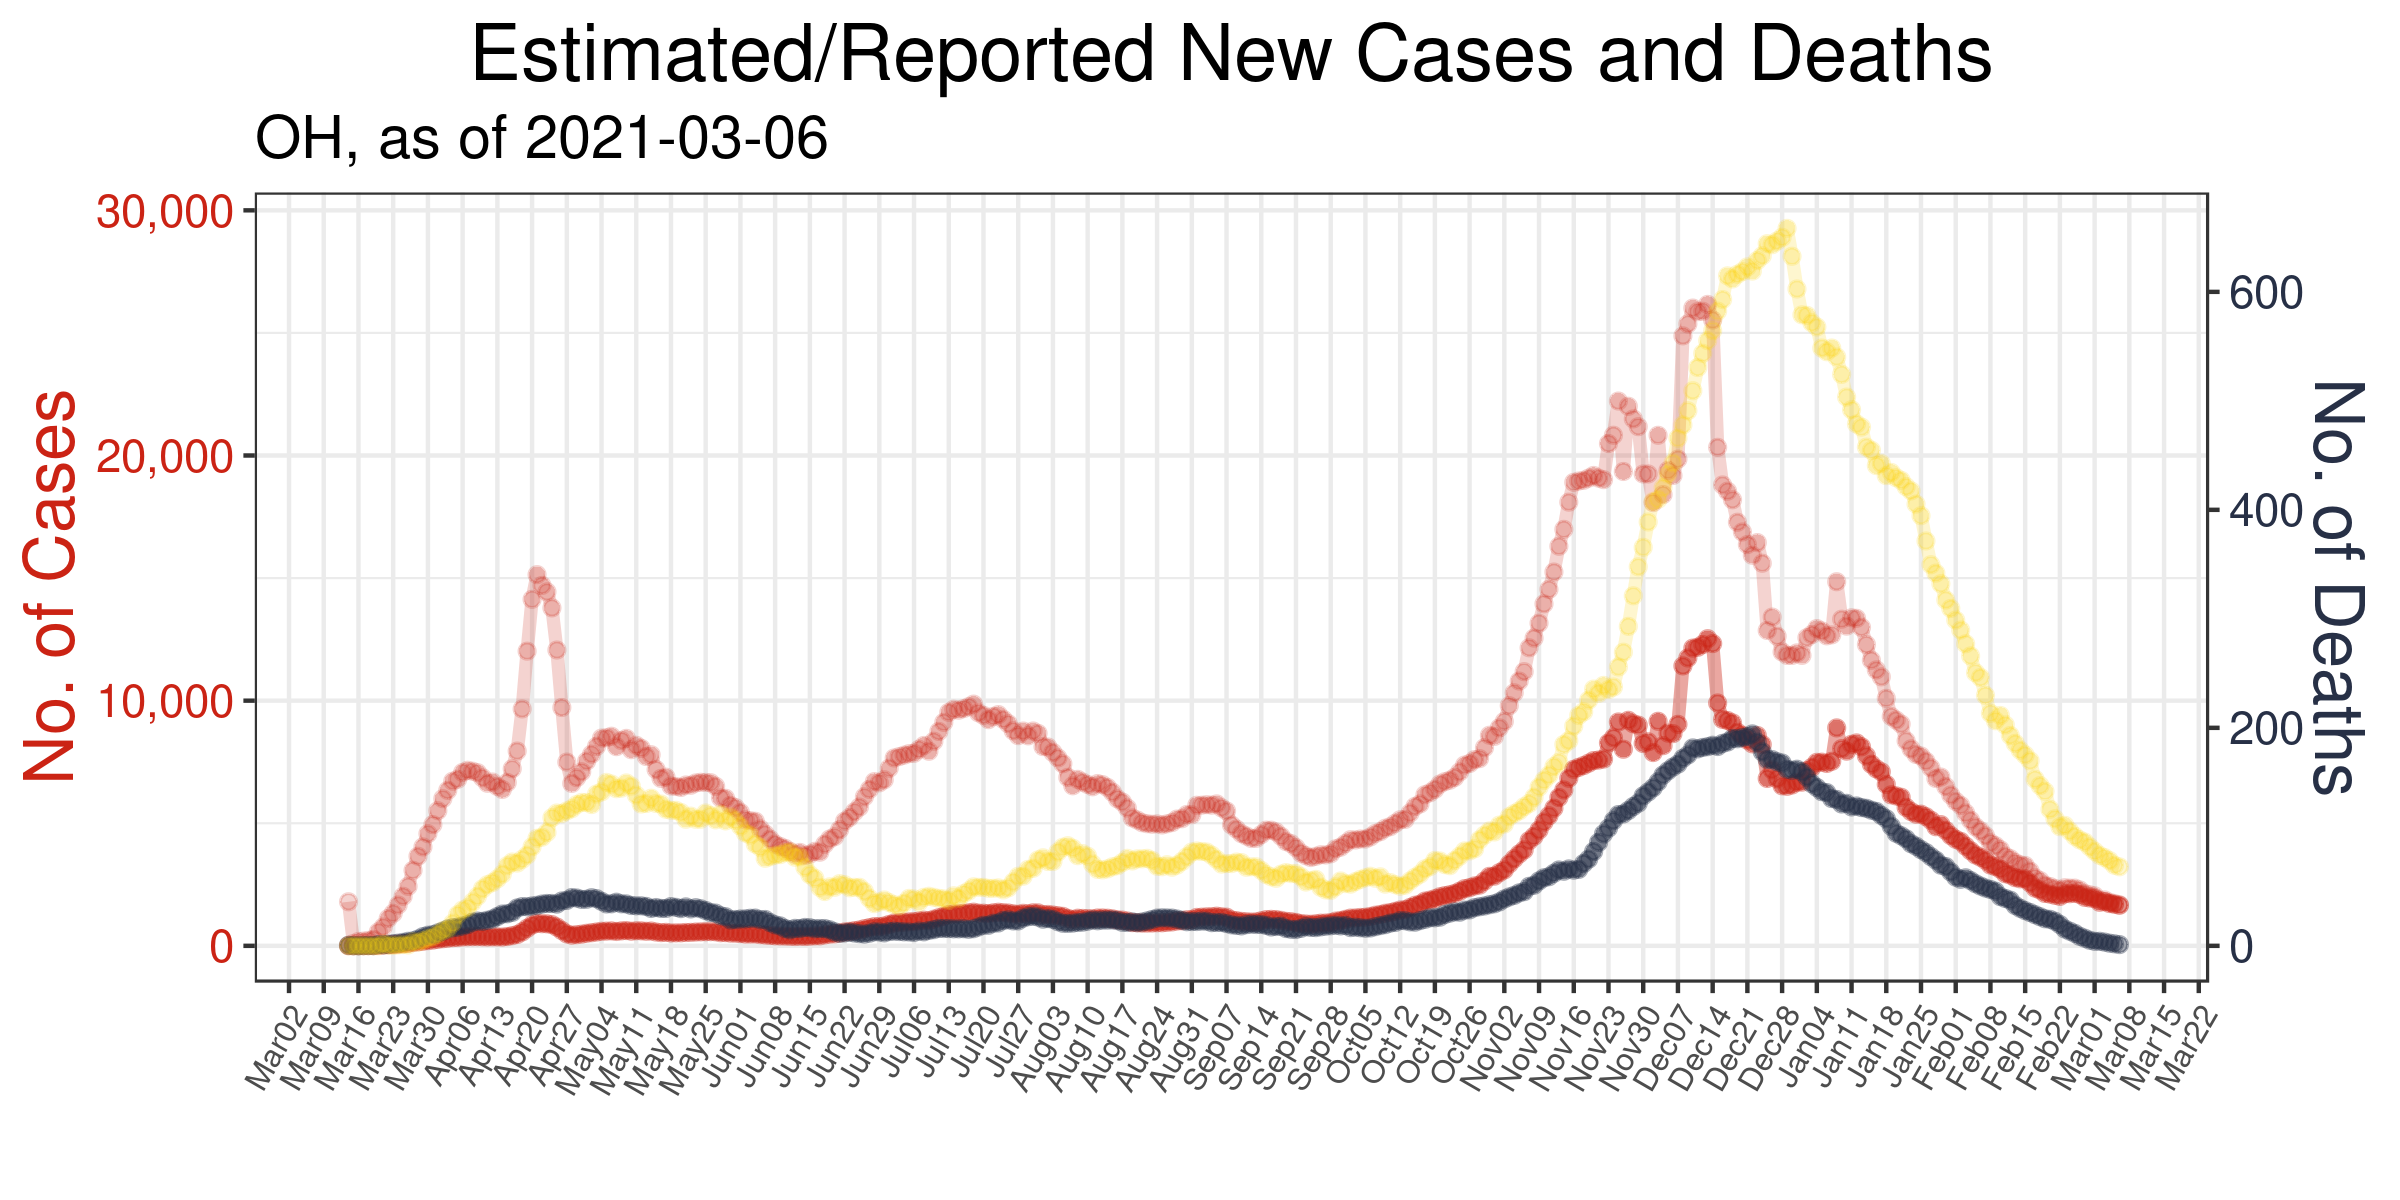 Estimated/Reported New Cases and Deaths
OH, as of 2021-03-06
No. of Cases
30,000
20,000
10,000
0
600
400
200
0
No. of Deaths
Mar02
Mar09
Mar16
Mar23
Mar30
Apr06
Apr13
Apr20
Apr27
May04
May11
May18
May25
Jun01
Jun08
Jun15
Jun22
Jun29
Jul06
Jul13
Jul20
Jul27
Aug03
Aug10
Aug17
Aug24
Aug31
Sep07
Sep14
Sep21
Sep28
Oct05
Oct12
Oct19
Oct26
Nov02
Nov09
Nov16
Nov23
Nov30
Dec07
Dec14
Dec21
Dec28
Jan04
Jan11
Jan18
Jan25
Feb01
Feb08
Feb15
Feb22
Mar01
Mar08
Mar15
Mar22